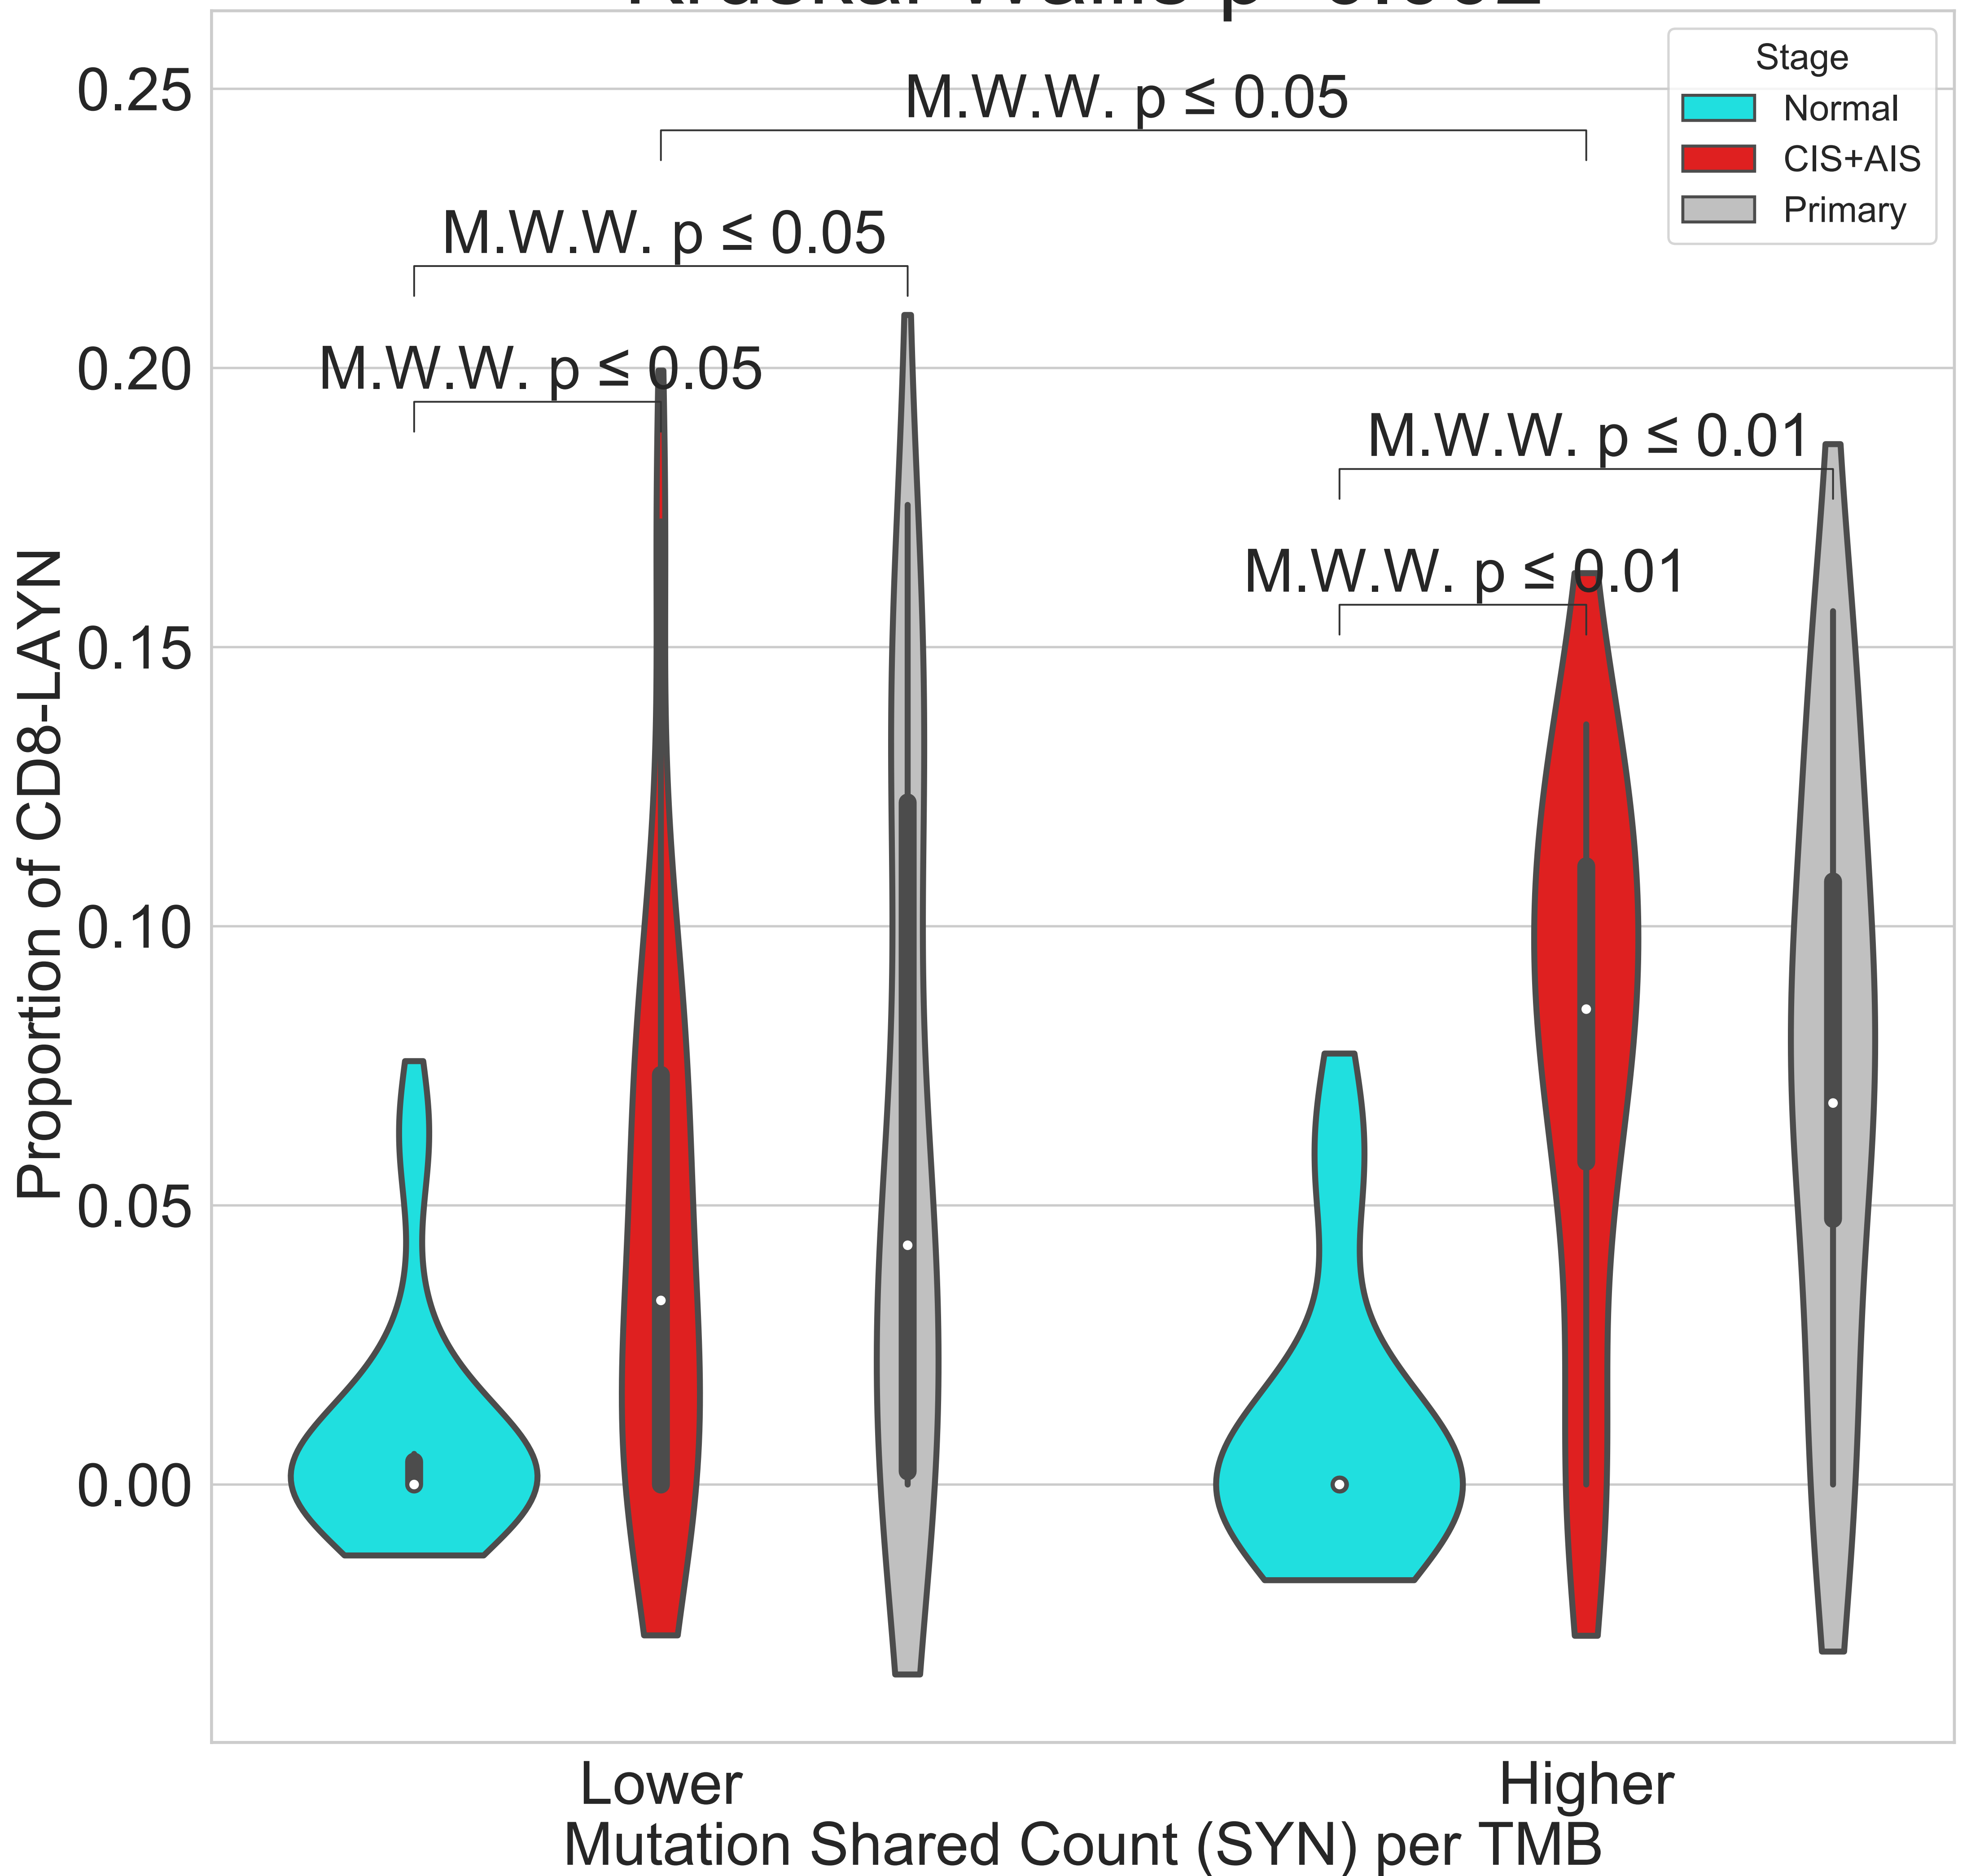 0.25
0.20
0.15
0.10
0.05
0.00
Proportion of CD8-LAYN
M.W.W. p ≤ 0.05
M.W.W. p ≤ 0.05
M.W.W. p ≤ 0.05
M.W.W. p ≤ 0.01
M.W.W. p ≤ 0.01
Stage
Normal
CIS+AIS
Primary
Lower
Higher
Mutation Shared Count (SYN) per TMB